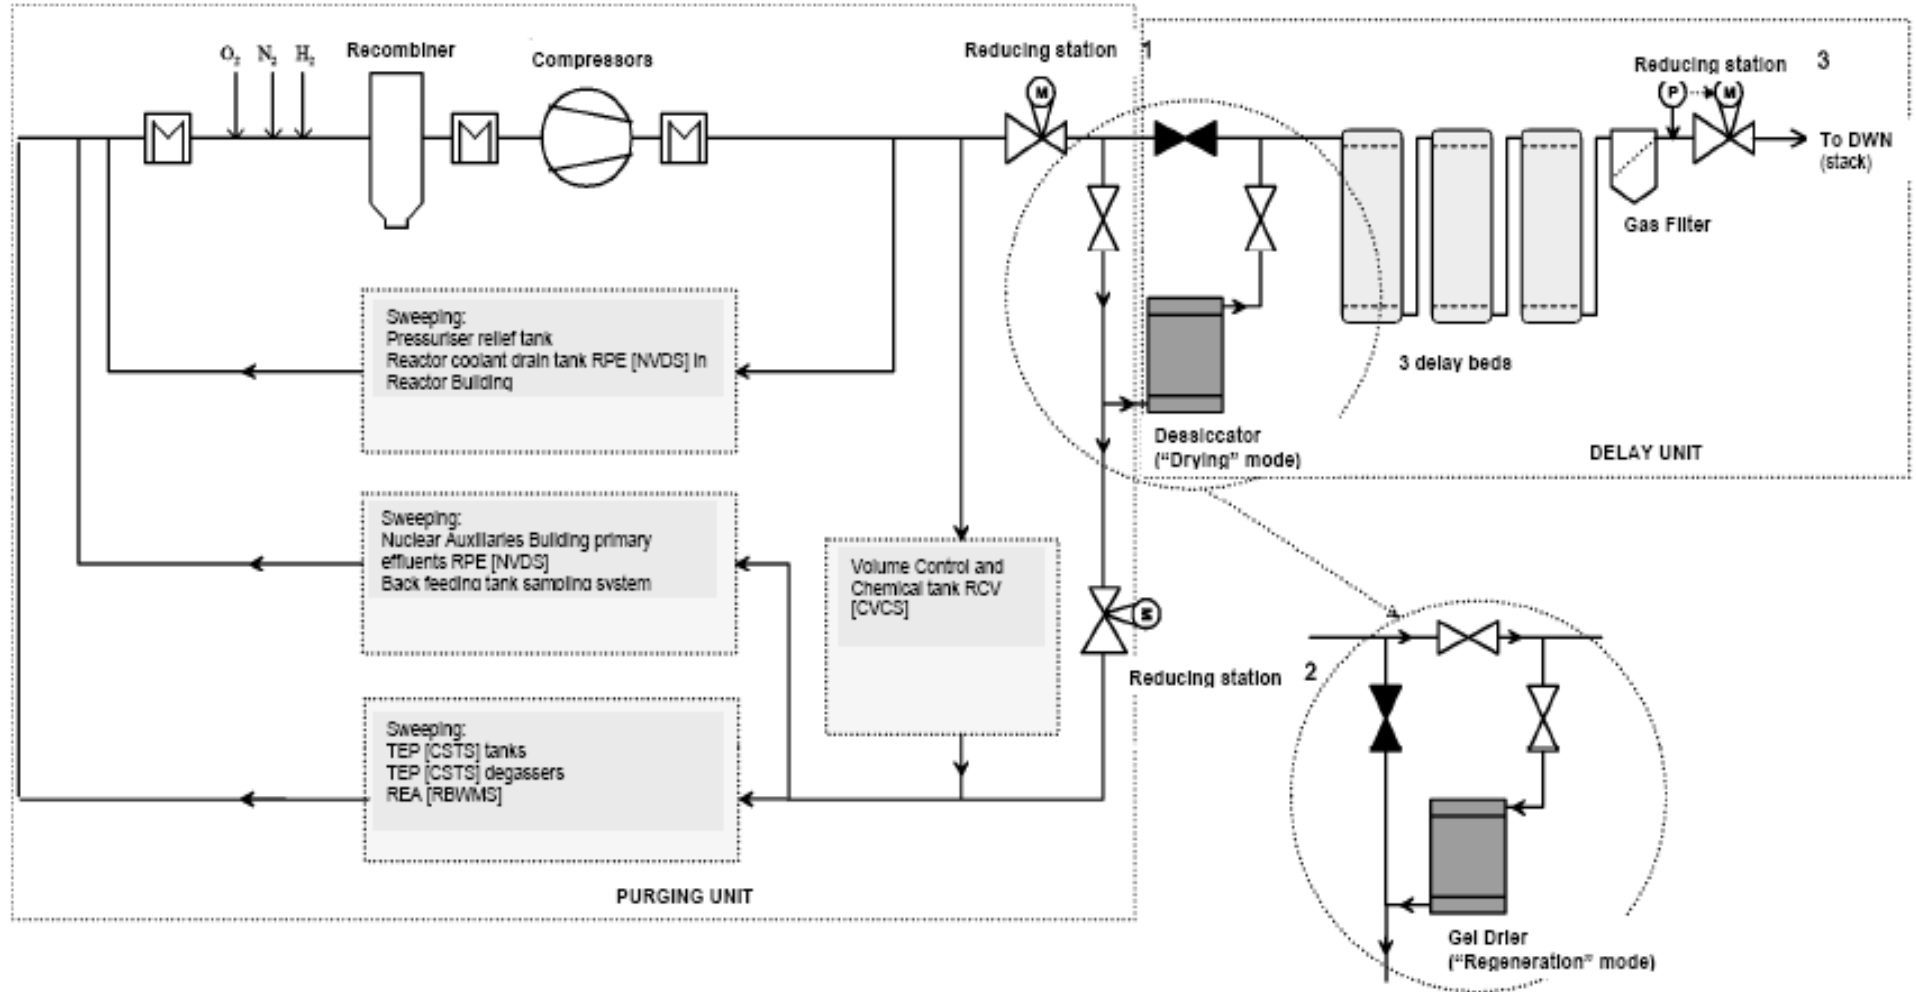 O₂ N₂ H₂
Recombiner
Compressors
Reducing station 1
Reducing station 3
M
P
M
To DWN
(stack)
Gas Filter
Sweeping:
Pressuriser relief tank
Reactor coolant drain tank RPE [NVDS] in
Reactor Building
3 delay beds
Dessiccator
("Drying" mode)
DELAY UNIT
Sweeping:
Nuclear Auxiliaries Building primary
effluents RPE [NVDS]
Back feeding tank sampling system
Volume Control and
Chemical tank RCV
[CVCS]
M
Reducing station 2
Sweeping:
TEP [CSTS] tanks
TEP [CSTS] degassers
REA [RBWMS]
PURGING UNIT
Gel Drier
("Regeneration" mode)